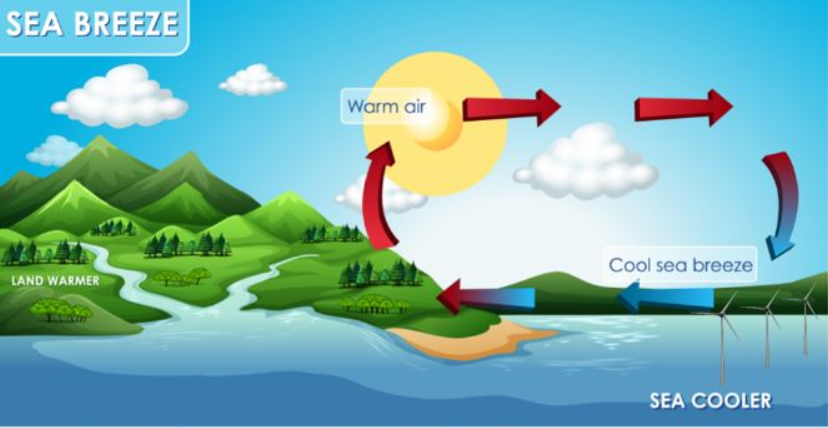 SEA BREEZE
Warm air
Cool sea breeze
LAND WARMER
SEA COOLER